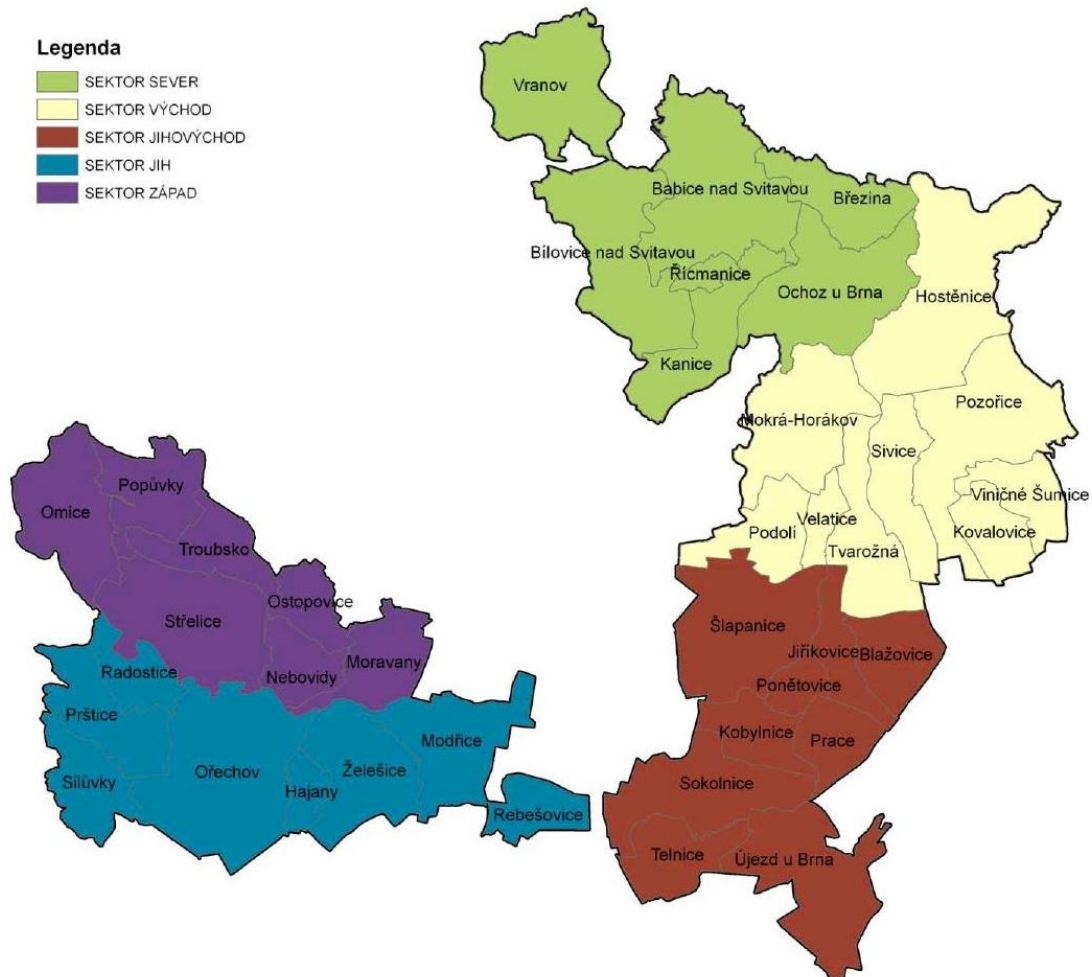 Legenda
SEKTOR SEVER
SEKTOR VÝCHOD
SEKTOR JIHOVÝCHOD
SEKTOR JIH
SEKTOR ZÁPAD
Vranov
Babice nad Svitavou
Březina
Bílovice nad Svitavou
Řícmanice
Ochoz u Brna
Hostěnice
Kanice
Pozořice
Mokrá-Horákov
Sivice
Viničné Šumice
Popůvky
Omice
Velatice
Podolí
Kovalovice
Troubsko
Tvarožná
Ostopovice
Střelice
Šlapanice
Jiříkovice
Blažovice
Moravany
Radostice
Nebovidy
Ponětovice
Prštice
Modřice
Kobylnice
Prace
Ořechov
Želešice
Silůvky
Hajany
Sokolnice
Rebešovice
Telnice
Újezd u Brna